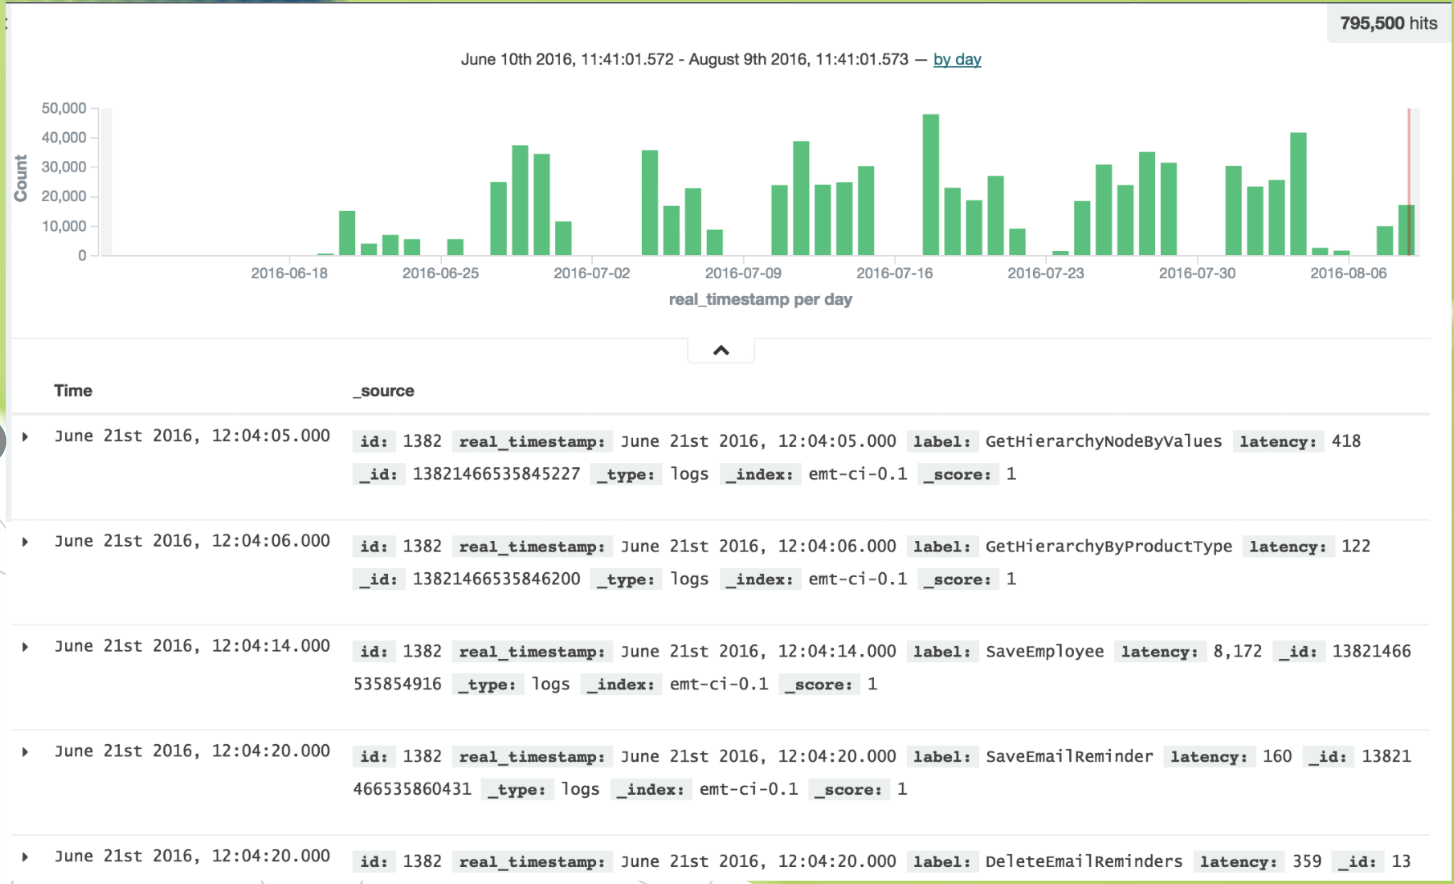 795,500 hits
June 10th 2016, 11:41:01.572 - August 9th 2016, 11:41:01.573 — by day
50,000
40,000
30,000
20,000
10,000
0
Count
2016-06-18 2016-06-25 2016-07-02 2016-07-09 2016-07-16 2016-07-23 2016-07-30 2016-08-06
real_timestamp per day
Time _source
June 21st 2016, 12:04:05.000 id: 1382 real_timestamp: June 21st 2016, 12:04:05.000 label: GetHierarchyNodeByValues latency: 418
_id: 13821466535845227 _type: logs _index: emt-ci-0.1 _score: 1
June 21st 2016, 12:04:06.000 id: 1382 real_timestamp: June 21st 2016, 12:04:06.000 label: GetHierarchyByProductType latency: 122
_id: 13821466535846200 _type: logs _index: emt-ci-0.1 _score: 1
June 21st 2016, 12:04:14.000 id: 1382 real_timestamp: June 21st 2016, 12:04:14.000 label: SaveEmployee latency: 8,172 _id: 13821466
535854916 _type: logs _index: emt-ci-0.1 _score: 1
June 21st 2016, 12:04:20.000 id: 1382 real_timestamp: June 21st 2016, 12:04:20.000 label: SaveEmailReminder latency: 160 _id: 13821
466535860431 _type: logs _index: emt-ci-0.1 _score: 1
June 21st 2016, 12:04:20.000 id: 1382 real_timestamp: June 21st 2016, 12:04:20.000 label: DeleteEmailReminders latency: 359 _id: 13